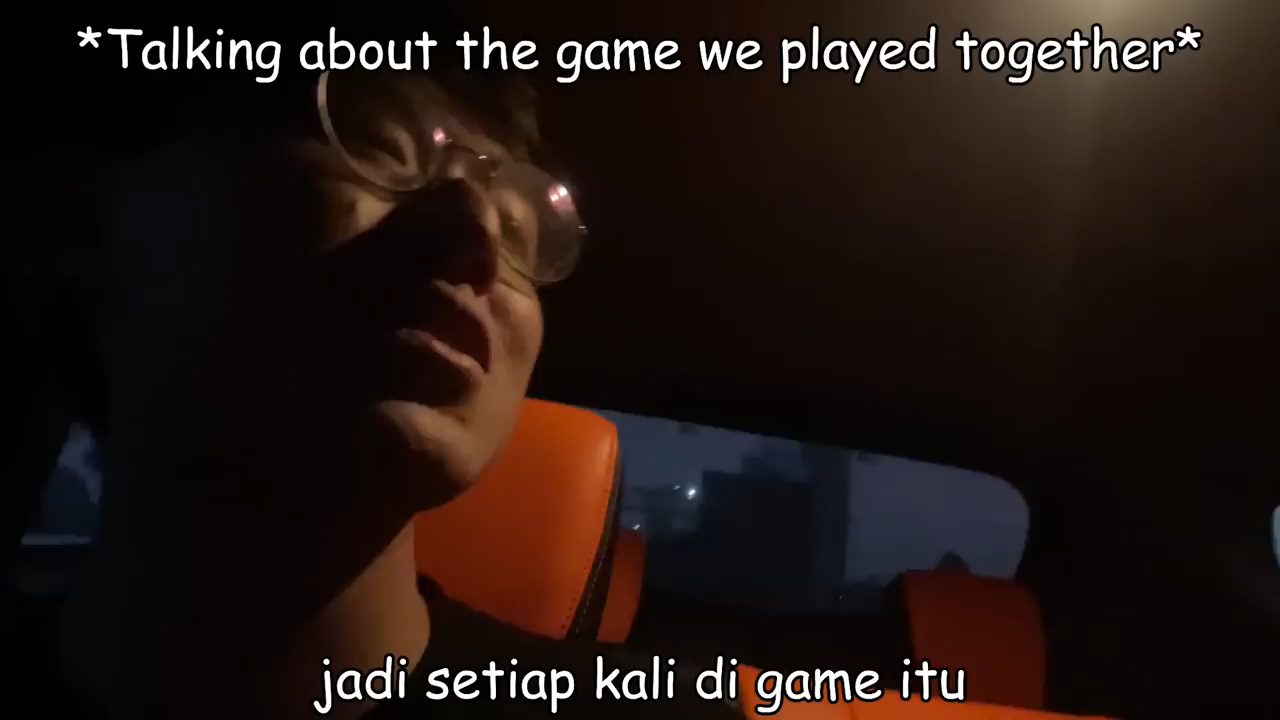 *Talking about the game we played together*
jadi setiap kali di game itu